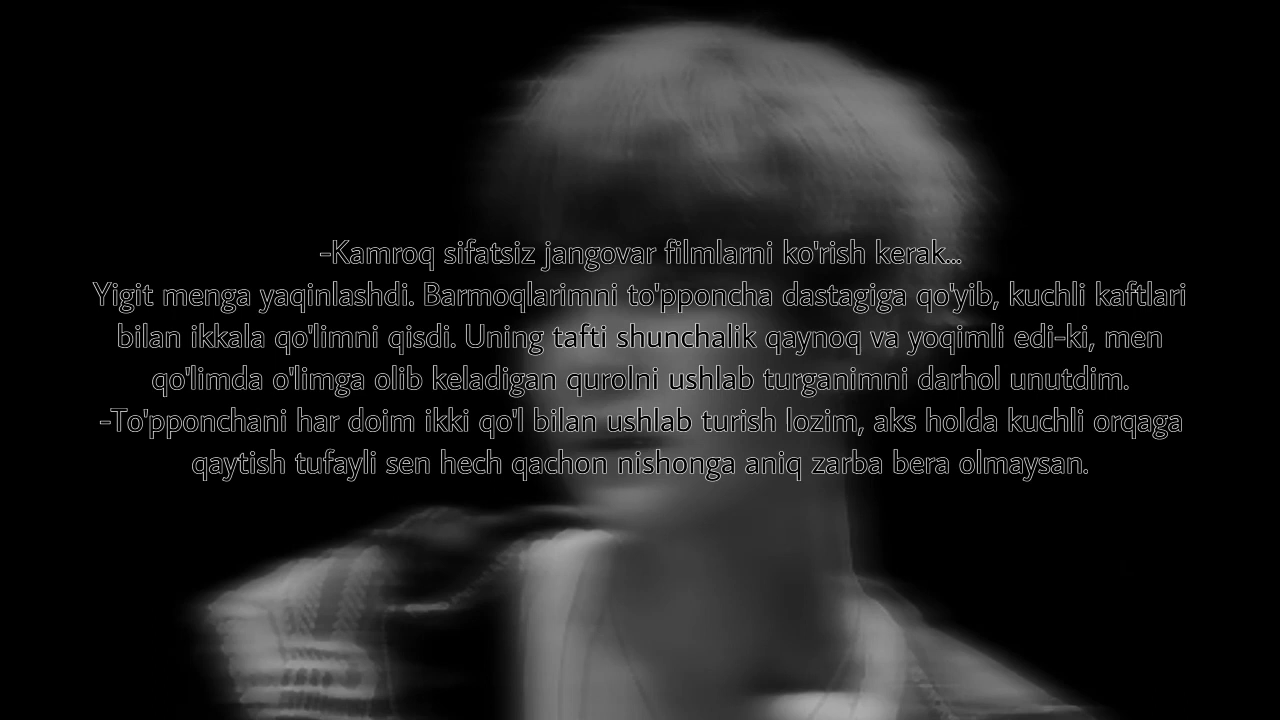 -Kamroq sifatsiz jangovar filmlarni ko'rish kerak...
Yigit menga yaqinlashdi. Barmoqlarimni to'pponcha dastagiga qo'yib, kuchli kaftlari
bilan ikkala qo'limni qisdi. Uning tafti shunchalik qaynoq va yoqimli edi-ki, men
qo'limda o'limga olib keladigan qurolni ushlab turganimni darhol unutdim.
-To'pponchani har doim ikki qo'l bilan ushlab turish lozim, aks holda kuchli orqaga
qaytish tufayli sen hech qachon nishonga aniq zarba bera olmaysan.